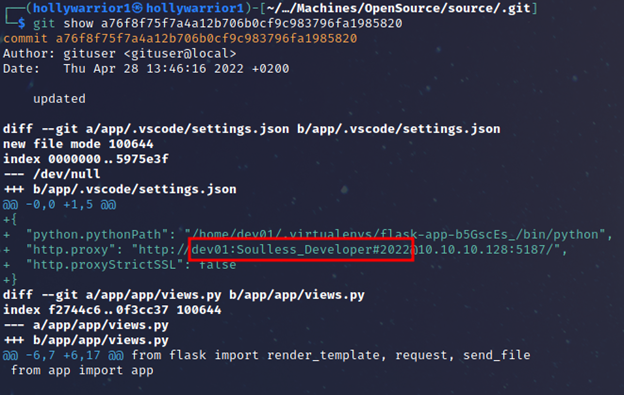 ┌──(hollywarrior1㉿hollywarrior1)-[~/…/Machines/OpenSource/source/.git]
└─$ git show a76f8f75f7a4a12b706b0cf9c983796fa1985820
commit a76f8f75f7a4a12b706b0cf9c983796fa1985820
Author: gituser <gituser@local>
Date:   Thu Apr 28 13:46:16 2022 +0200

    updated

diff --git a/app/.vscode/settings.json b/app/.vscode/settings.json
new file mode 100644
index 0000000..5975e3f
--- /dev/null
+++ b/app/.vscode/settings.json
@@ -0,0 +1,5 @@
+{
+  "python.pythonPath": "/home/dev01/.virtualenvs/flask-app-b5GscEs_/bin/python",
+  "http.proxy": "http://dev01:Soulless_Developer#2022@10.10.10.128:5187/",
+  "http.proxyStrictSSL": false
+}
diff --git a/app/app/views.py b/app/app/views.py
index f2744c6..0f3cc37 100644
--- a/app/app/views.py
+++ b/app/app/views.py
@@ -6,7 +6,17 @@ from flask import render_template, request, send_file
 from app import app